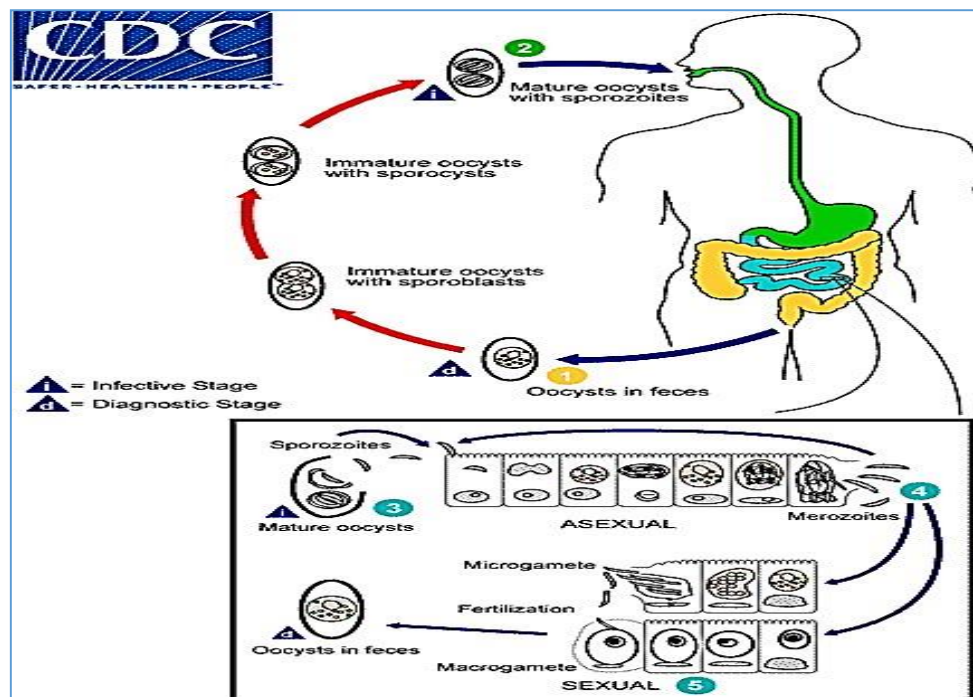 CDC
SAFER•HEALTHIER•PEOPLE™
2
i
Mature oocysts
with sporozoites
Immature oocysts
with sporocysts
Immature oocysts
with sporoblasts
d
1
Oocysts in feces
i = Infective Stage
d = Diagnostic Stage
Sporozoites
i
3
Mature oocysts
ASEXUAL
Merozoites
4
Microgamete
Fertilization
d
Oocysts in feces
Macrogamete
SEXUAL 5